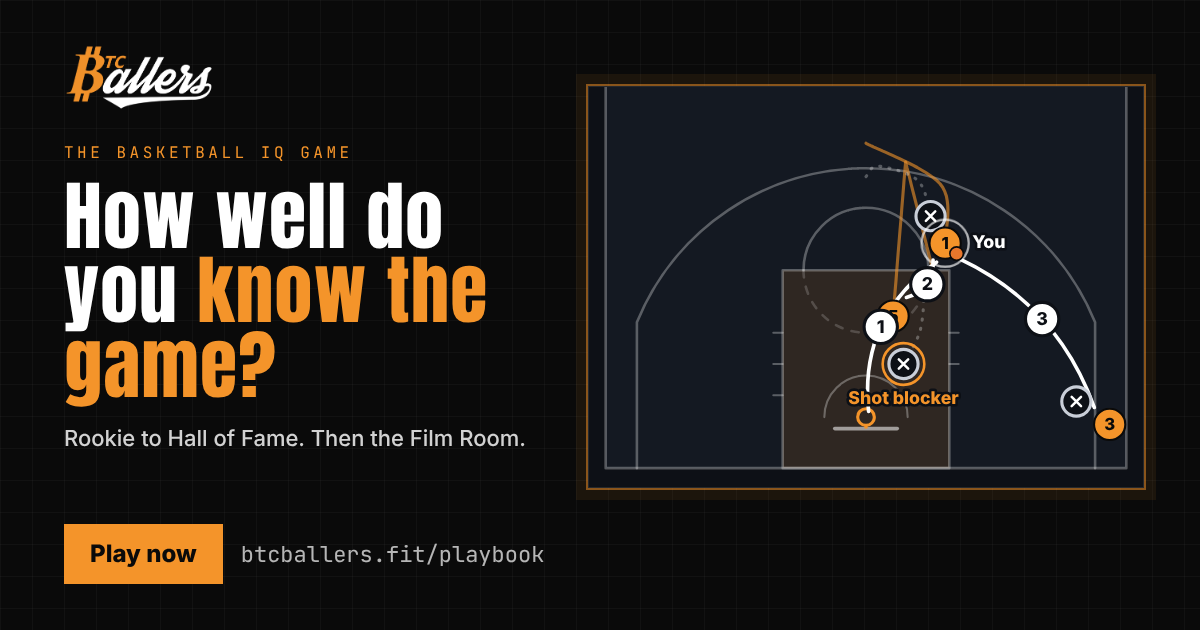 BTC Ballers
THE BASKETBALL IQ GAME
How well do
you know the
game?
Rookie to Hall of Fame. Then the Film Room.
Play now
btcballers.fit/playbook
1
You
2
1
3
Shot blocker
3